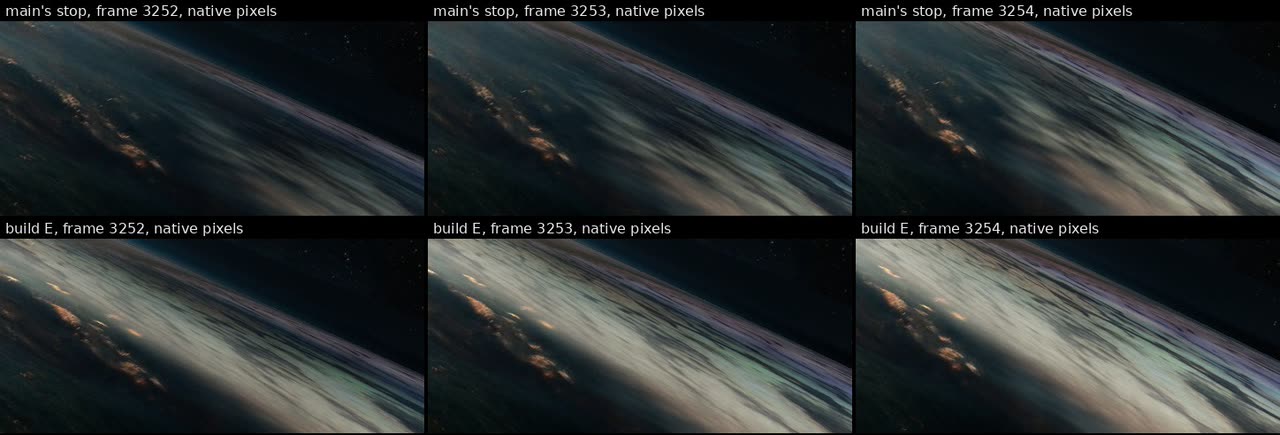 main's stop, frame 3252, native pixels
main's stop, frame 3253, native pixels
main's stop, frame 3254, native pixels
build E, frame 3252, native pixels
build E, frame 3253, native pixels
build E, frame 3254, native pixels